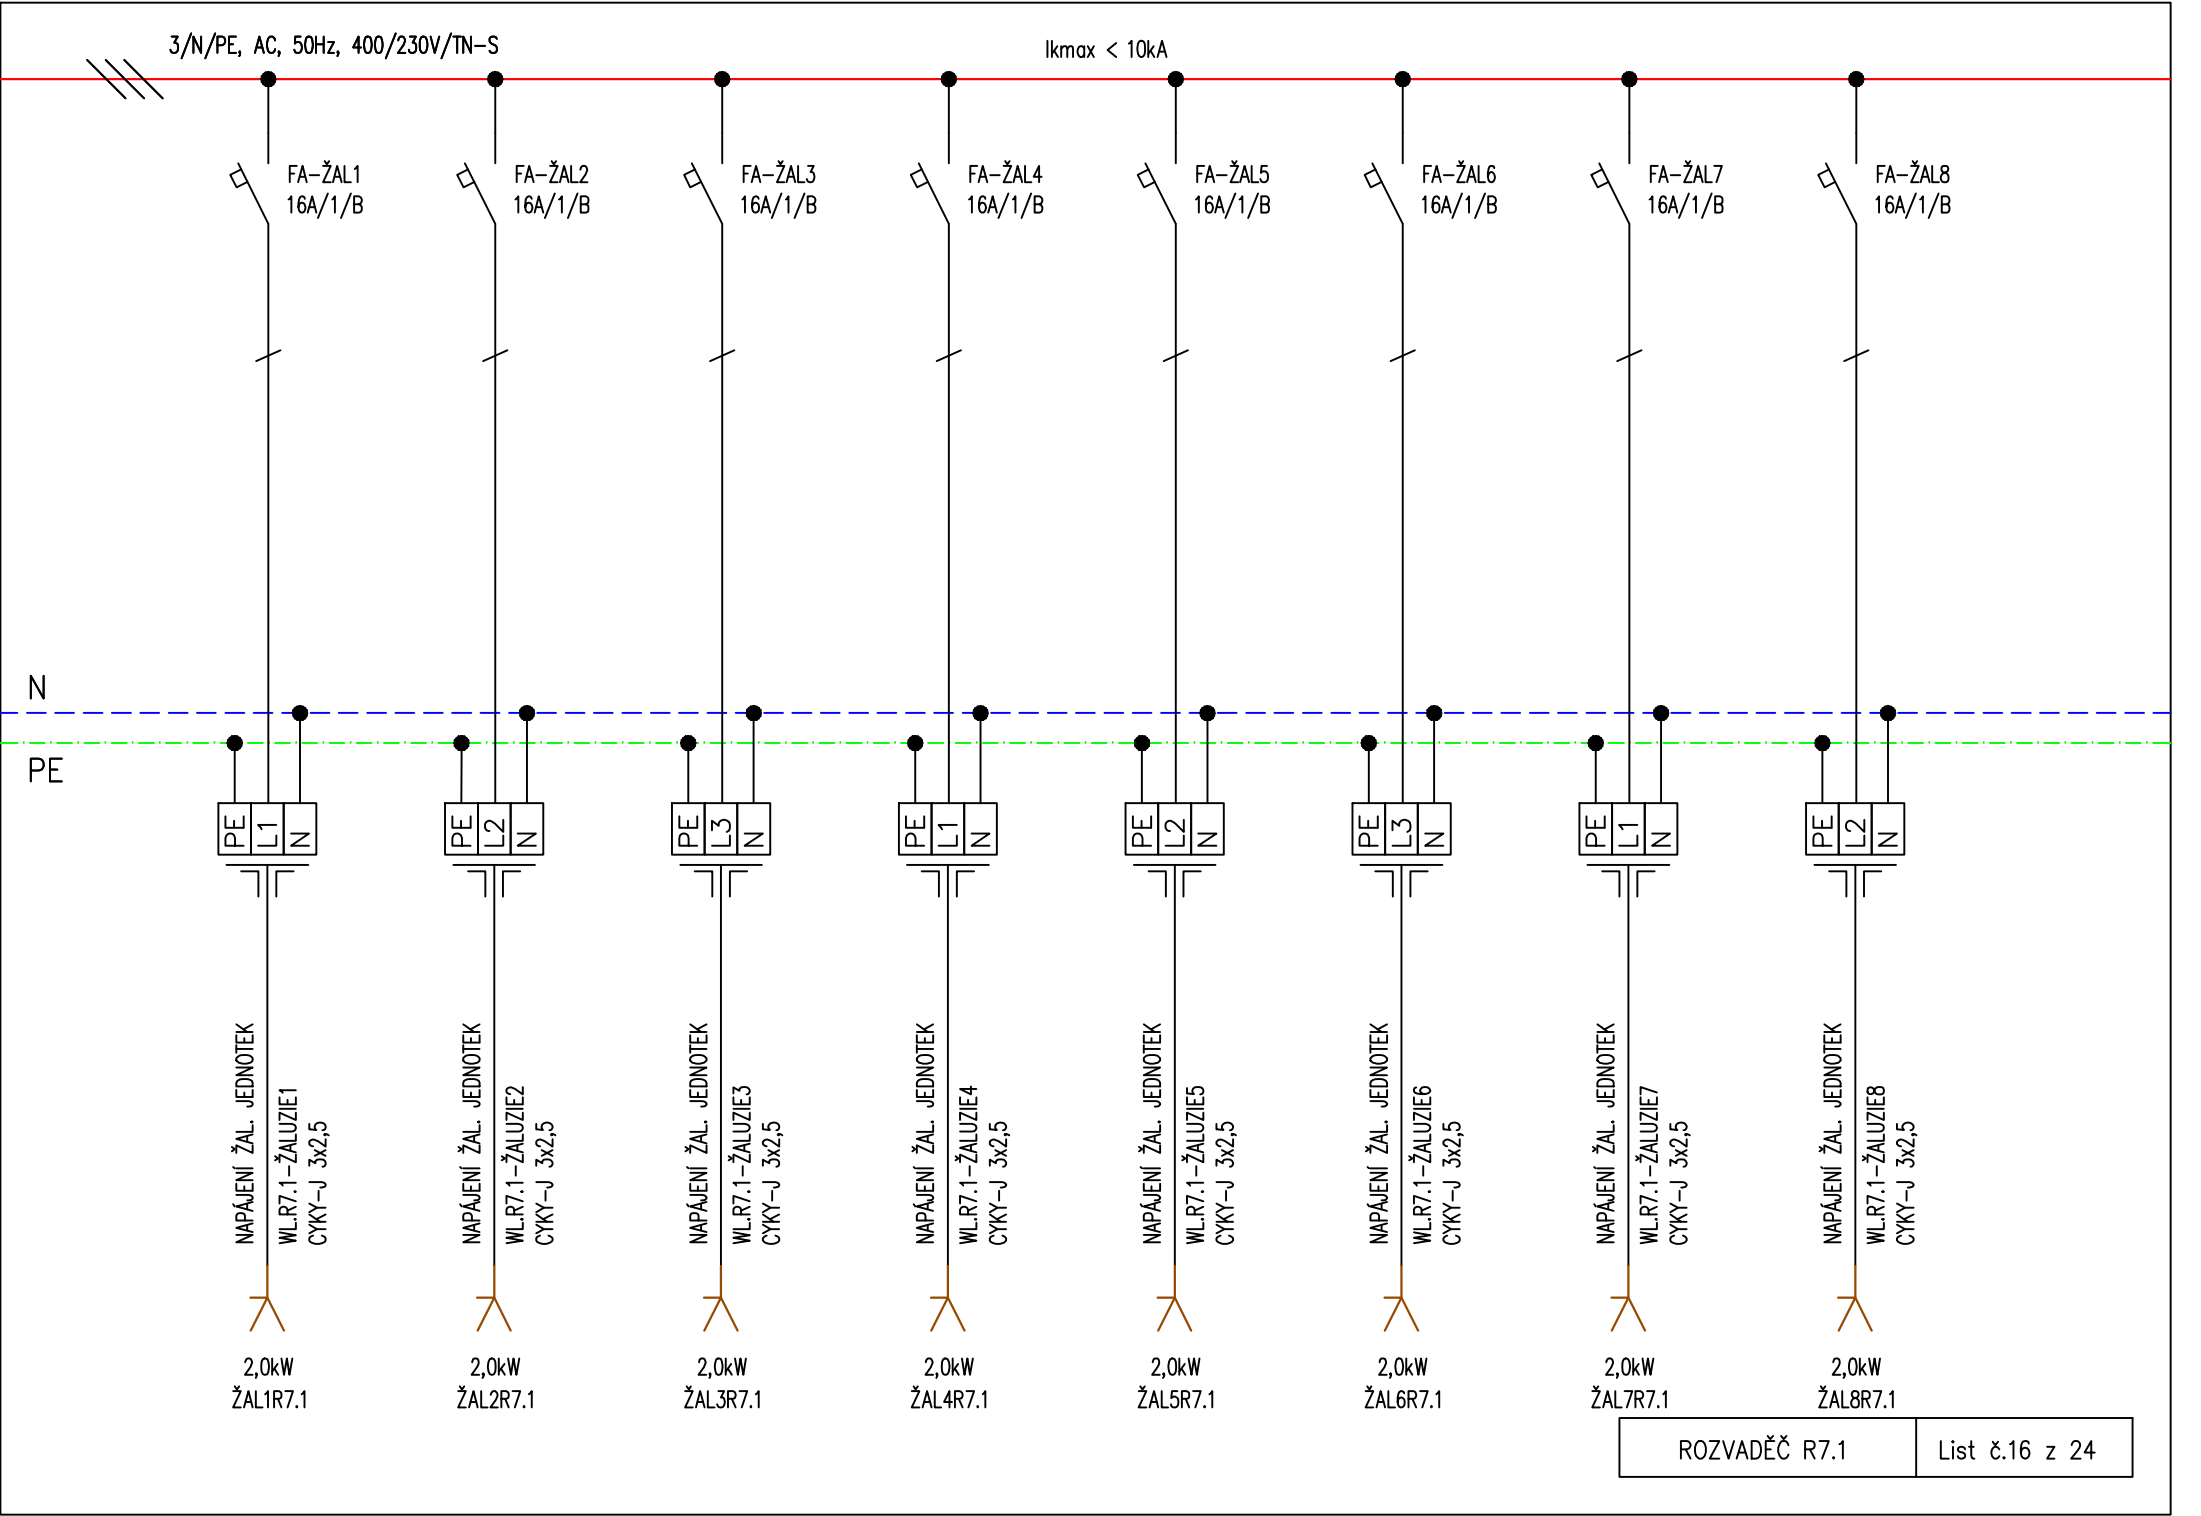 3/N/PE, AC, 50Hz, 400/230V/TN-S
Ikmax < 10kA
FA-ŽAL1
16A/1/B
FA-ŽAL2
16A/1/B
FA-ŽAL3
16A/1/B
FA-ŽAL4
16A/1/B
FA-ŽAL5
16A/1/B
FA-ŽAL6
16A/1/B
FA-ŽAL7
16A/1/B
FA-ŽAL8
16A/1/B
N
PE
PE L1 N
PE L2 N
PE L3 N
PE L1 N
PE L2 N
PE L3 N
PE L1 N
PE L2 N
NAPÁJENÍ ŽAL. JEDNOTEK
WL.R7.1-ŽALUZIE1
CYKY-J 3x2,5
NAPÁJENÍ ŽAL. JEDNOTEK
WL.R7.1-ŽALUZIE2
CYKY-J 3x2,5
NAPÁJENÍ ŽAL. JEDNOTEK
WL.R7.1-ŽALUZIE3
CYKY-J 3x2,5
NAPÁJENÍ ŽAL. JEDNOTEK
WL.R7.1-ŽALUZIE4
CYKY-J 3x2,5
NAPÁJENÍ ŽAL. JEDNOTEK
WL.R7.1-ŽALUZIE5
CYKY-J 3x2,5
NAPÁJENÍ ŽAL. JEDNOTEK
WL.R7.1-ŽALUZIE6
CYKY-J 3x2,5
NAPÁJENÍ ŽAL. JEDNOTEK
WL.R7.1-ŽALUZIE7
CYKY-J 3x2,5
NAPÁJENÍ ŽAL. JEDNOTEK
WL.R7.1-ŽALUZIE8
CYKY-J 3x2,5
2,0kW
ŽAL1R7.1
2,0kW
ŽAL2R7.1
2,0kW
ŽAL3R7.1
2,0kW
ŽAL4R7.1
2,0kW
ŽAL5R7.1
2,0kW
ŽAL6R7.1
2,0kW
ŽAL7R7.1
2,0kW
ŽAL8R7.1
ROZVADĚČ R7.1
List č.16 z 24